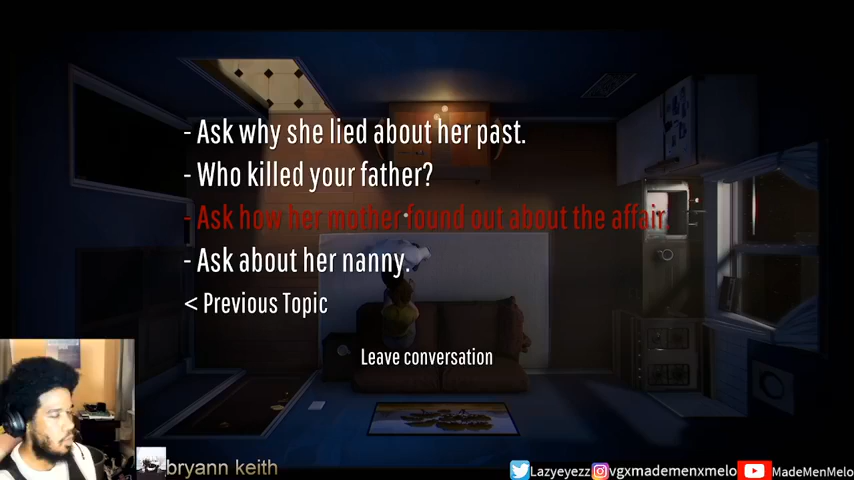 - Ask why she lied about her past.
- Who killed your father?
- Ask how her mother found out about the affair.
- Ask about her nanny.
< Previous Topic
Leave conversation
bryann keith
Lazyeyezz vgxmademenxmelo MadeMenMelo